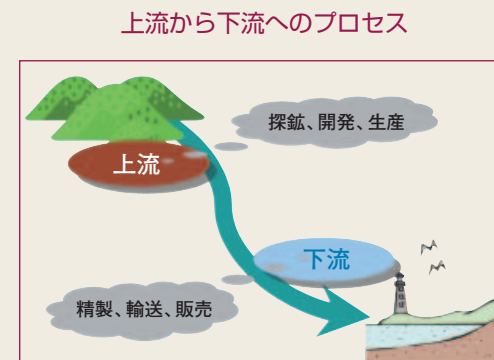 上流から下流へのプロセス
探鉱、開発、生産
上流
下流
精製、輸送、販売